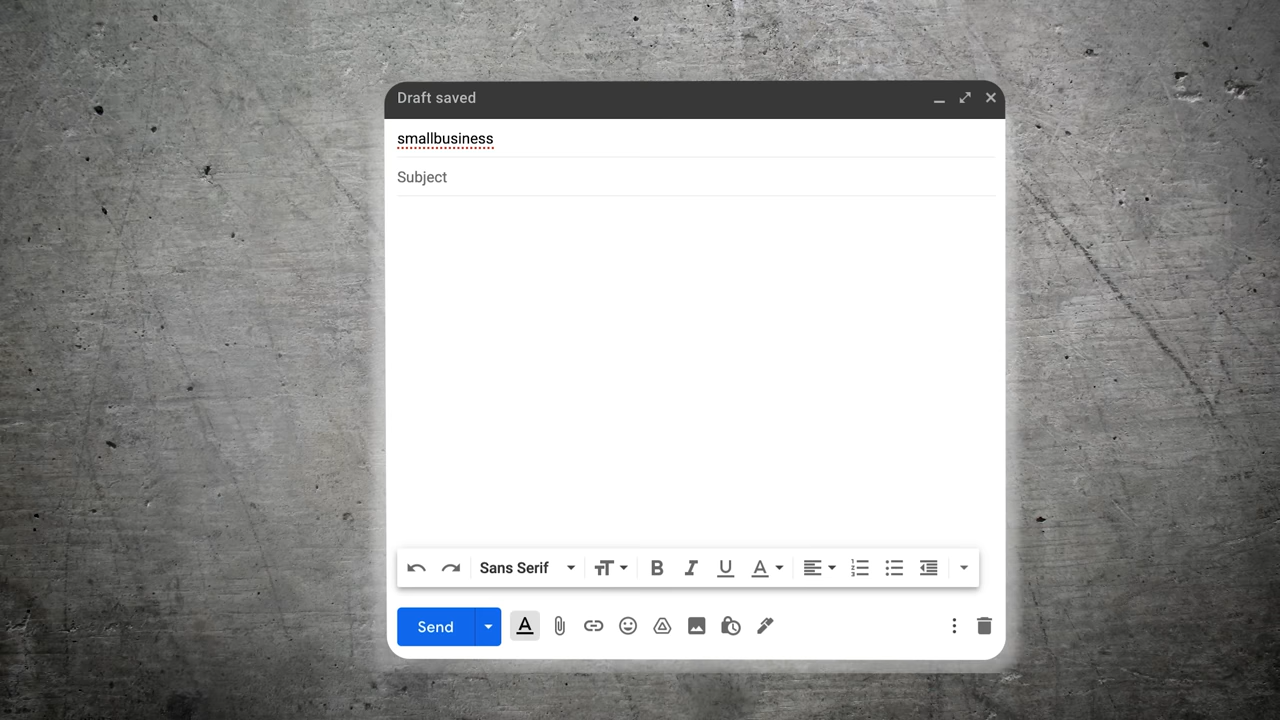 Draft saved
smallbusiness
Subject
Sans Serif
Send